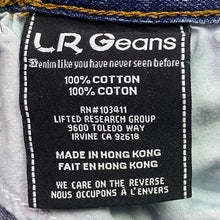 LR Geans
Denim like you have never seen before
100% COTTON
100% COTON
RN#103411
LIFTED RESEARCH GROUP
9600 TOLEDO WAY
IRVINE CA 92618
MADE IN HONG KONG
FAIT EN HONG KONG
WE CARE ON THE REVERSE
NOUS OCCUPONS À L'ENVERS